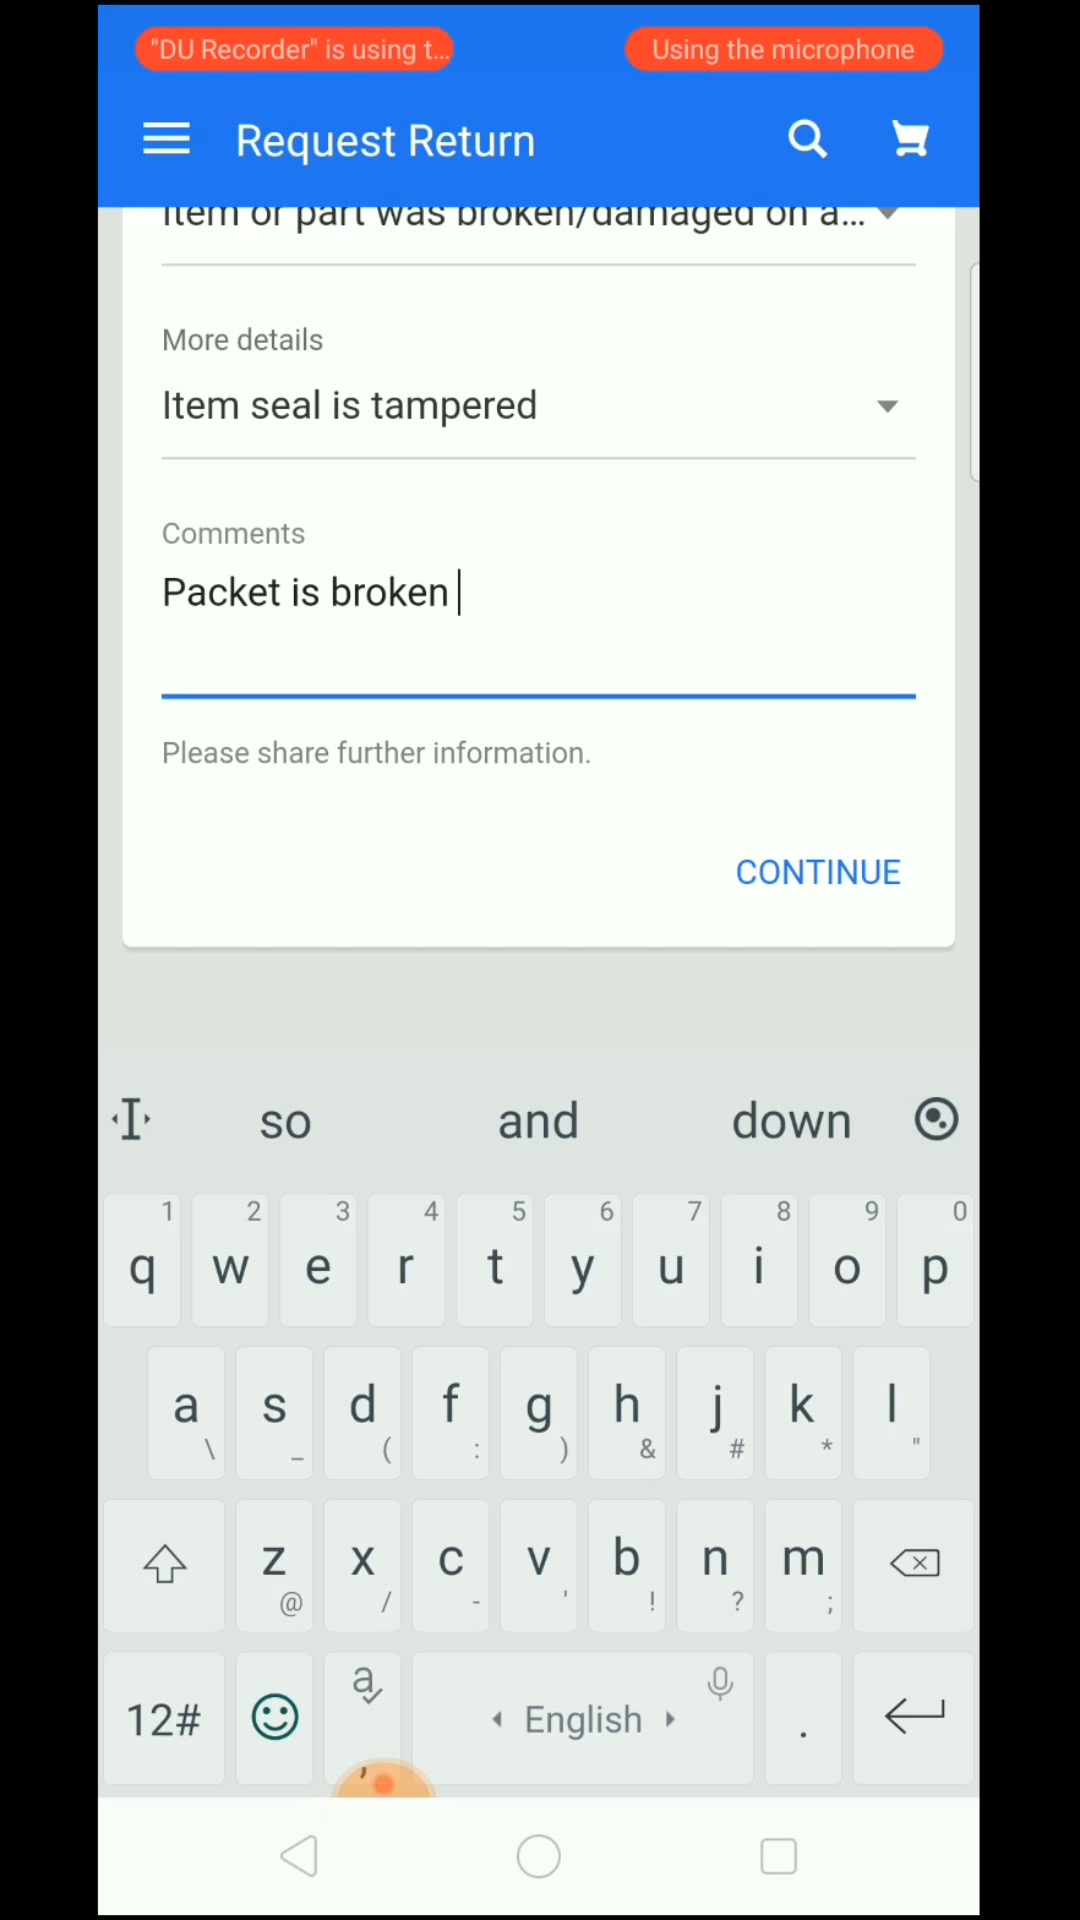 "DU Recorder" is using t... Using the microphone
Request Return
Item or part was broken/damaged on a...
More details
Item seal is tampered
Comments
Packet is broken
Please share further information.
CONTINUE
so and down
1 2 3 4 5 6 7 8 9 0
q w e r t y u i o p
a s d f g h j k l
\ _ ( : ) & # * "
z x c v b n m
@ / - ' ! ? ;
12# a , English .